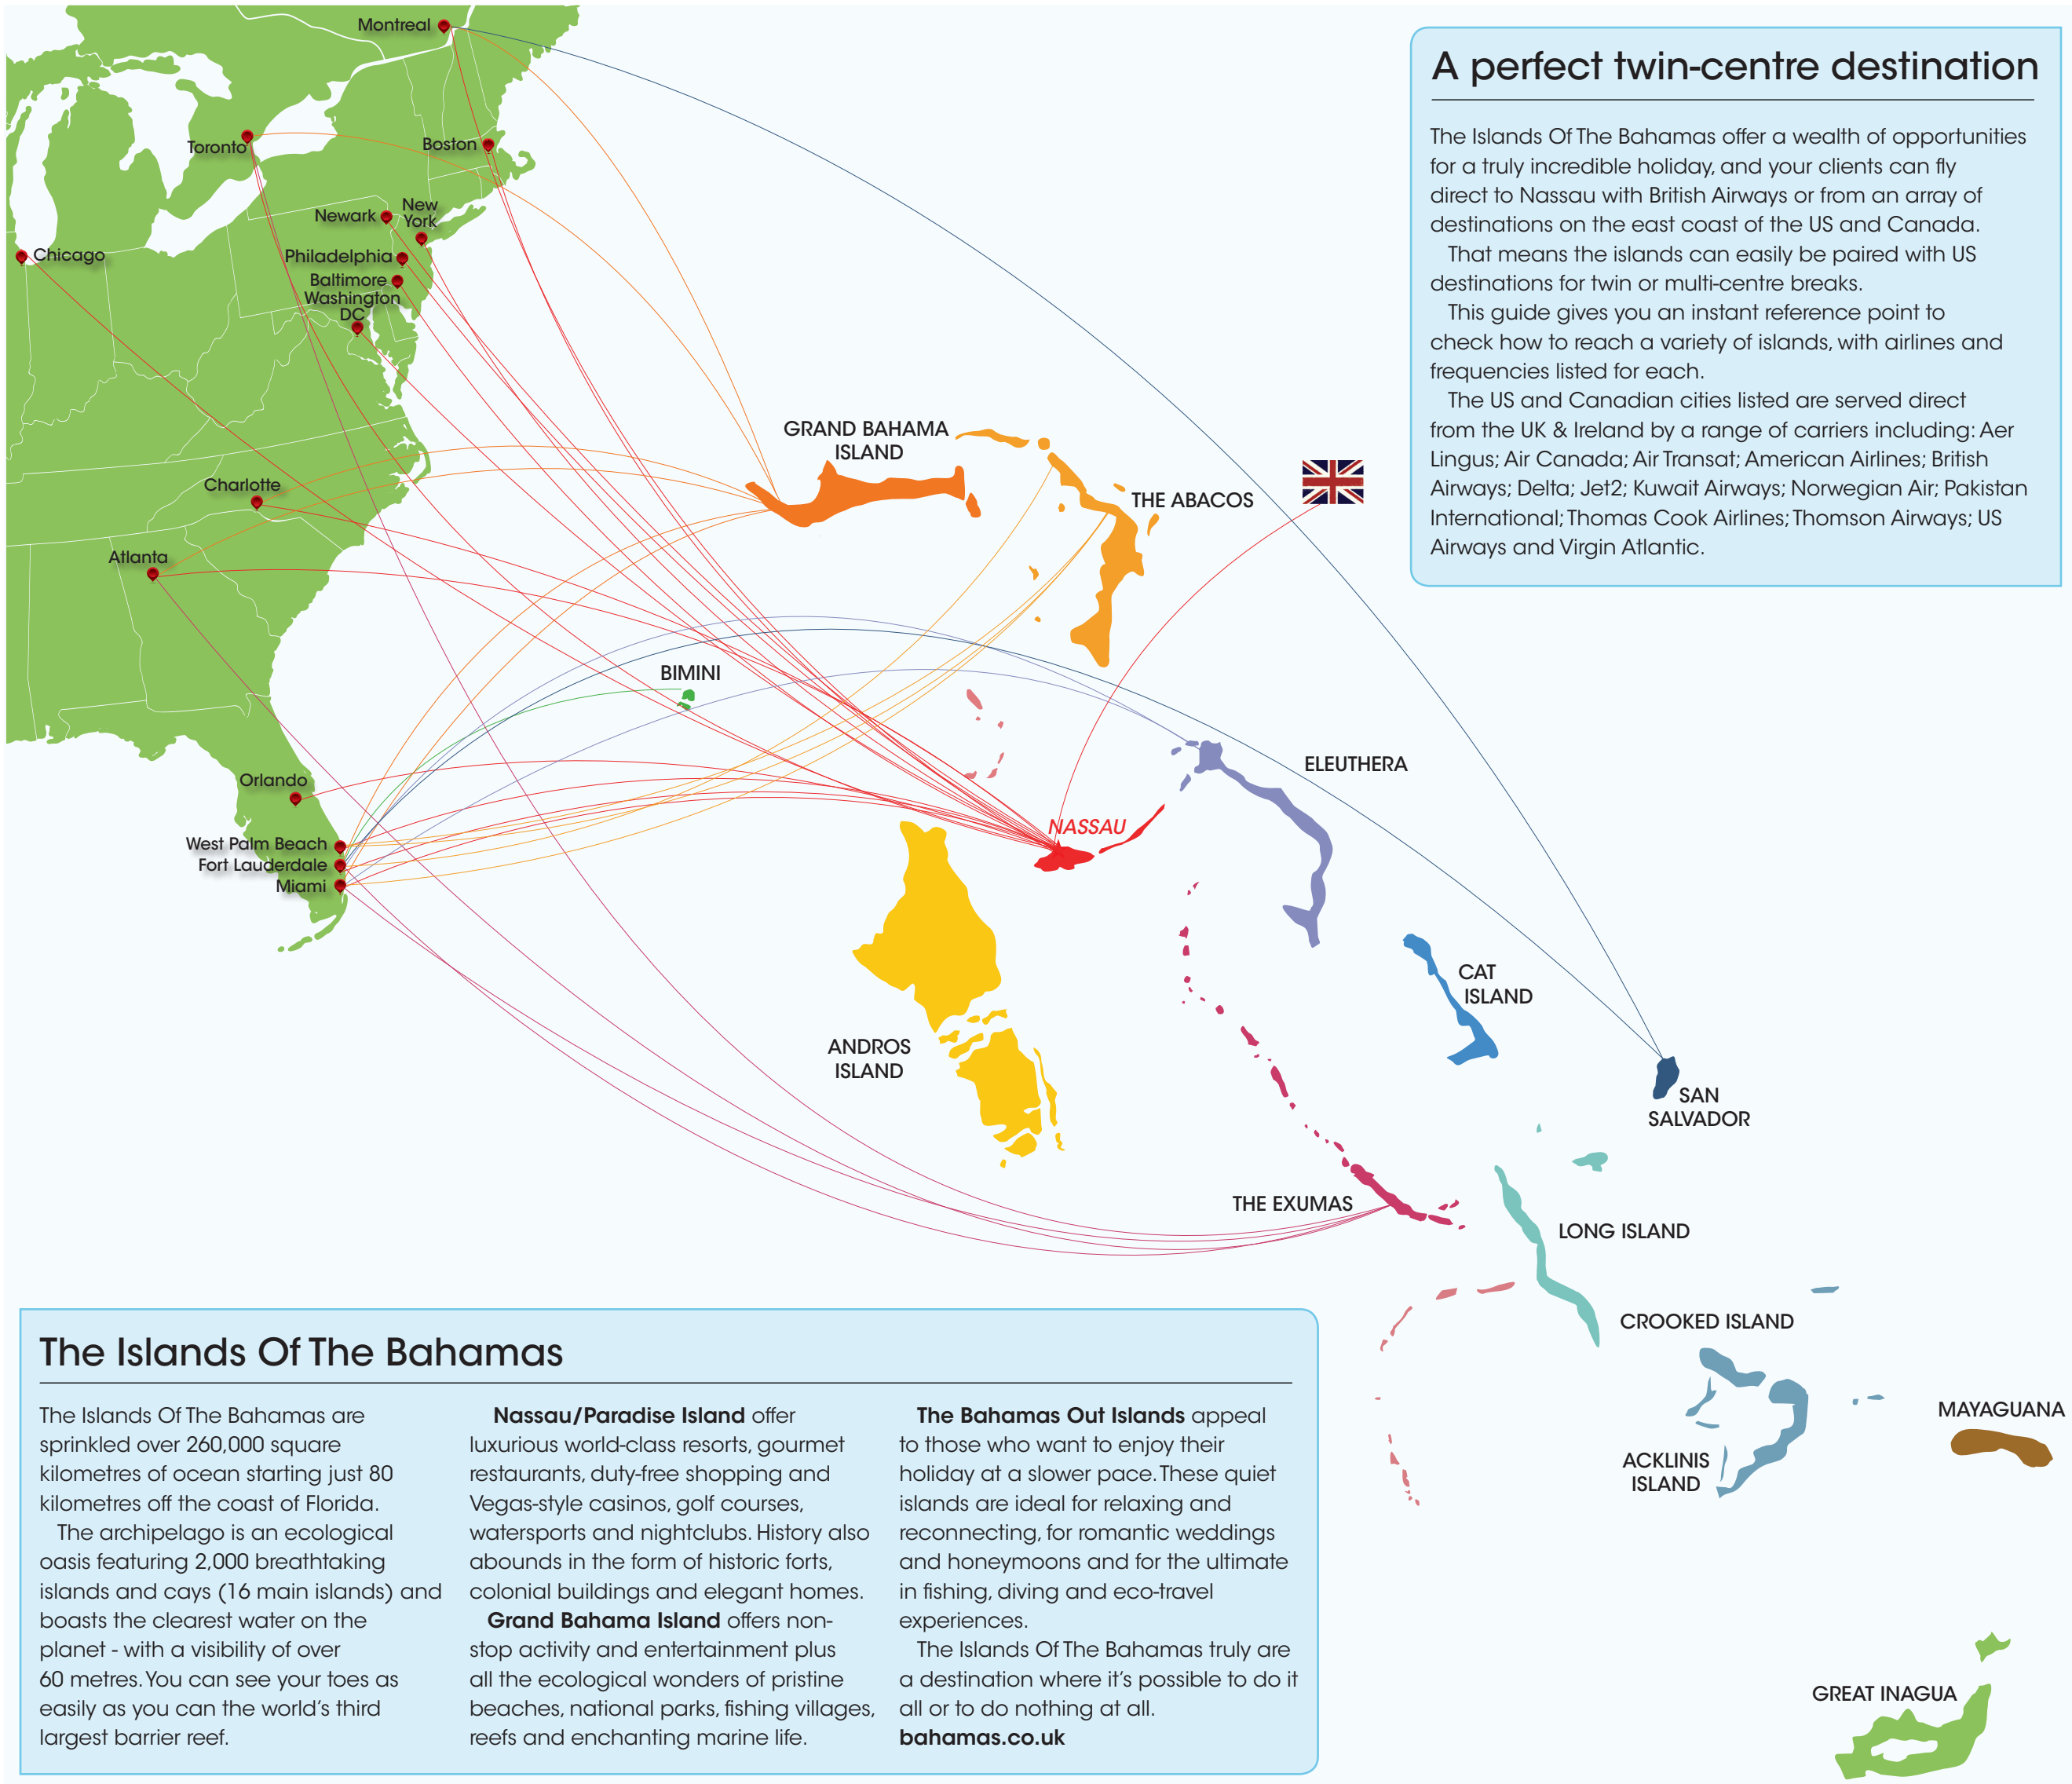 Montreal
Toronto
Boston
Newark
New
York
Chicago
Philadelphia
Baltimore
Washington
DC
Charlotte
Atlanta
Orlando
West Palm Beach
Fort Lauderdale
Miami
GRAND BAHAMA
ISLAND
THE ABACOS
BIMINI
ELEUTHERA
NASSAU
CAT
ISLAND
ANDROS
ISLAND
SAN
SALVADOR
THE EXUMAS
LONG ISLAND
CROOKED ISLAND
MAYAGUANA
ACKLINIS
ISLAND
GREAT INAGUA
A perfect twin-centre destination
The Islands Of The Bahamas offer a wealth of opportunities
for a truly incredible holiday, and your clients can fly
direct to Nassau with British Airways or from an array of
destinations on the east coast of the US and Canada.
That means the islands can easily be paired with US
destinations for twin or multi-centre breaks.
This guide gives you an instant reference point to
check how to reach a variety of islands, with airlines and
frequencies listed for each.
The US and Canadian cities listed are served direct
from the UK & Ireland by a range of carriers including: Aer
Lingus; Air Canada; Air Transat; American Airlines; British
Airways; Delta; Jet2; Kuwait Airways; Norwegian Air; Pakistan
International; Thomas Cook Airlines; Thomson Airways; US
Airways and Virgin Atlantic.
The Islands Of The Bahamas
The Islands Of The Bahamas are
sprinkled over 260,000 square
kilometres of ocean starting just 80
kilometres off the coast of Florida.
The archipelago is an ecological
oasis featuring 2,000 breathtaking
islands and cays (16 main islands) and
boasts the clearest water on the
planet - with a visibility of over
60 metres. You can see your toes as
easily as you can the world's third
largest barrier reef.
Nassau/Paradise Island offer
luxurious world-class resorts, gourmet
restaurants, duty-free shopping and
Vegas-style casinos, golf courses,
watersports and nightclubs. History also
abounds in the form of historic forts,
colonial buildings and elegant homes.
Grand Bahama Island offers non-
stop activity and entertainment plus
all the ecological wonders of pristine
beaches, national parks, fishing villages,
reefs and enchanting marine life.
The Bahamas Out Islands appeal
to those who want to enjoy their
holiday at a slower pace. These quiet
islands are ideal for relaxing and
reconnecting, for romantic weddings
and honeymoons and for the ultimate
in fishing, diving and eco-travel
experiences.
The Islands Of The Bahamas truly are
a destination where it's possible to do it
all or to do nothing at all.
bahamas.co.uk